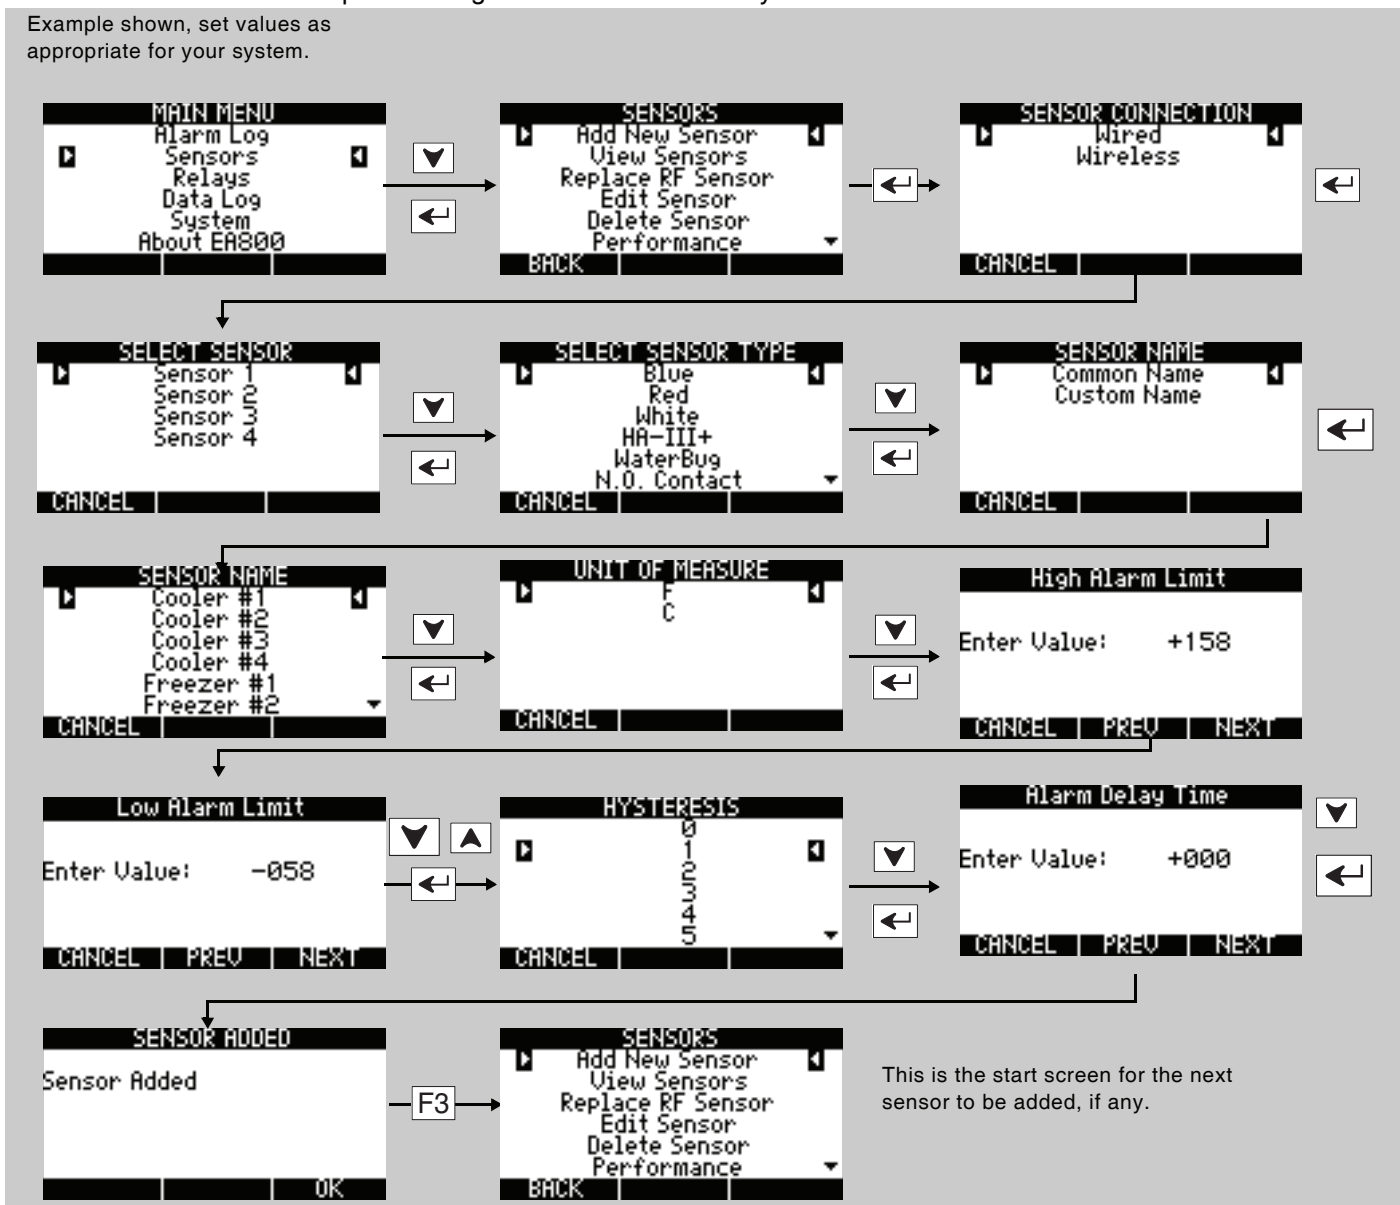 Example shown, set values as
appropriate for your system.
MAIN MENU
Alarm Log
Sensors
Relays
Data Log
System
About EA800
SENSORS
Add New Sensor
View Sensors
Replace RF Sensor
Edit Sensor
Delete Sensor
Performance
BACK
SENSOR CONNECTION
Wired
Wireless
CANCEL
SELECT SENSOR
Sensor 1
Sensor 2
Sensor 3
Sensor 4
CANCEL
SELECT SENSOR TYPE
Blue
Red
White
HA-III+
WaterBug
N.O. Contact
CANCEL
SENSOR NAME
Common Name
Custom Name
CANCEL
SENSOR NAME
Cooler #1
Cooler #2
Cooler #3
Cooler #4
Freezer #1
Freezer #2
CANCEL
UNIT OF MEASURE
F
C
CANCEL
High Alarm Limit
Enter Value: +158
CANCEL PREV NEXT
Low Alarm Limit
Enter Value: -058
CANCEL PREV NEXT
HYSTERESIS
0
1
2
3
4
5
CANCEL
Alarm Delay Time
Enter Value: +000
CANCEL PREV NEXT
SENSOR ADDED
Sensor Added
OK
F3
SENSORS
Add New Sensor
View Sensors
Replace RF Sensor
Edit Sensor
Delete Sensor
Performance
BACK
This is the start screen for the next
sensor to be added, if any.